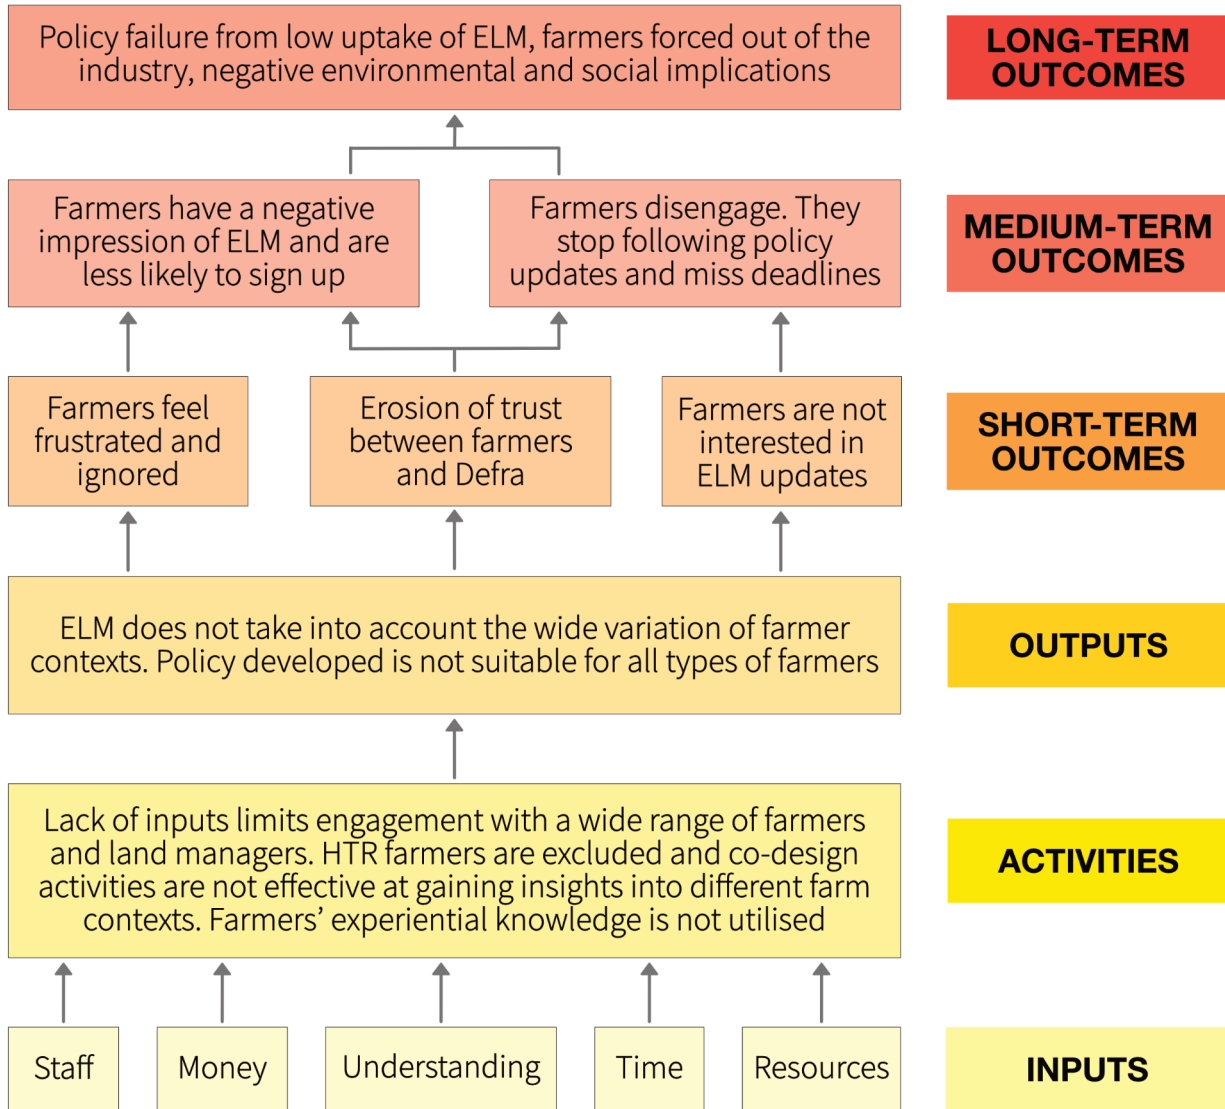 Policy failure from low uptake of ELM, farmers forced out of the
industry, negative environmental and social implications
LONG-TERM
OUTCOMES
Farmers have a negative
impression of ELM and are
less likely to sign up
Farmers disengage. They
stop following policy
updates and miss deadlines
MEDIUM-TERM
OUTCOMES
Farmers feel
frustrated and
ignored
Erosion of trust
between farmers
and Defra
Farmers are not
interested in
ELM updates
SHORT-TERM
OUTCOMES
ELM does not take into account the wide variation of farmer
contexts. Policy developed is not suitable for all types of farmers
OUTPUTS
Lack of inputs limits engagement with a wide range of farmers
and land managers. HTR farmers are excluded and co-design
activities are not effective at gaining insights into different farm
contexts. Farmers’ experiential knowledge is not utilised
ACTIVITIES
Staff
Money
Understanding
Time
Resources
INPUTS